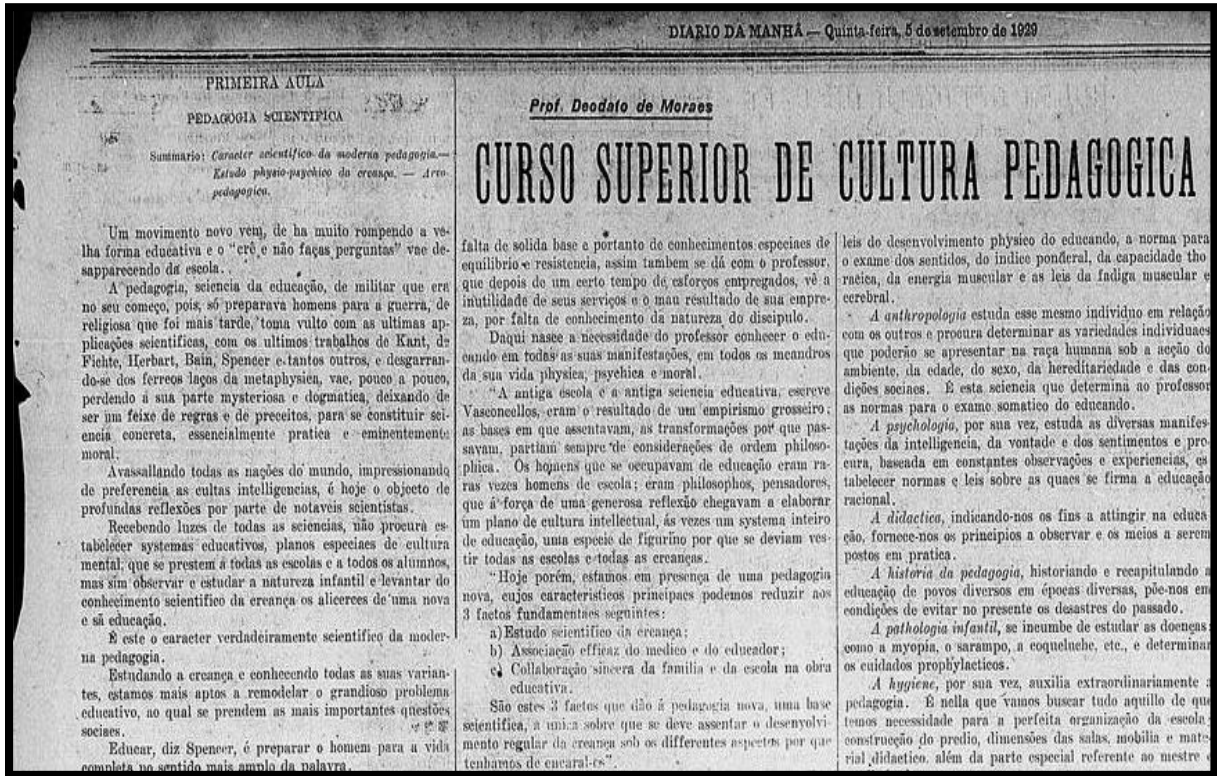 DIARIO DA MANHÃ — Quinta-feira, 5 de setembro de 1929
PRIMEIRA AULA
PEDAGOGIA SCIENTIFICA
Summario: Caracter scientifico da moderna pedagogia.—
Estudo physio-psychico da creança. — Arte
pedagogica.
Um movimento novo vem, de ha muito rompendo a ve-
lha forma educativa e o "crê e não faças perguntas" vae de-
sapparecendo da escola.
A pedagogia, sciencia da educação, de militar que era
no seu começo, pois, só preparava homens para a guerra, de
religiosa que foi mais tarde, toma vulto com as ultimas ap-
plicações scientificas, com os ultimos trabalhos de Kant, de
Fichte, Herbart, Bain, Spencer e tantos outros, e desgarran-
do-se dos ferreos laços da metaphysica, vae, pouco a pouco,
perdendo a sua parte mysteriosa e dogmatica, deixando de
ser um feixe de regras e de preceitos, para se constituir sci-
encia concreta, essencialmente pratica e eminentemente
moral.
Avassallando todas as nações do mundo, impressionando
de preferencia as cultas intelligencias, é hoje o objecto de
profundas reflexões por parte de notaveis scientistas.
Recebendo luzes de todas as sciencias, não procura es-
tabelecer systemas educativos, planos especiaes de cultura
mental, que se prestem a todas as escolas e a todos os alumnos,
mas sim observar e estudar a natureza infantil e levantar do
conhecimento scientifico da creança os alicerces de uma nova
e sã educação.
É este o caracter verdadeiramente scientifico da moder-
na pedagogia.
Estudando a creança e conhecendo todas as suas varian-
tes, estamos mais aptos a remodelar o grandioso problema
educativo, ao qual se prendem as mais importantes questões
sociaes.
Educar, diz Spencer, é preparar o homem para a vida
completa no sentido mais amplo da palavra.
Prof. Deodato de Moraes
CURSO SUPERIOR DE CULTURA PEDAGOGICA
falta de solida base e portanto de conhecimentos especiaes de
equilibrio e resistencia, assim tambem se dá com o professor,
que depois de um certo tempo de esforços empregados, vê a
inutilidade de seus serviços e o mau resultado de sua empre-
za, por falta de conhecimento da natureza do discipulo.
Daqui nasce a necessidade do professor conhecer o edu-
cando em todas as suas manifestações, em todos os meandros
da sua vida physica, psychica e moral.
"A antiga escola e a antiga sciencia educativa, escreve
Vasconcellos, eram o resultado de um empirismo grosseiro;
as bases em que assentavam, as transformações por que pas-
savam, partiam sempre de considerações de ordem philoso-
phica. Os homens que se occupavam de educação eram ra-
ras vezes homens de escola; eram philosophos, pensadores,
que á força de uma generosa reflexão chegavam a elaborar
um plano de cultura intellectual, ás vezes um systema inteiro
de educação, uma especie de figurino por que se deviam ves-
tir todas as escolas e todas as creanças.
"Hoje porém, estamos em presença de uma pedagogia
nova, cujos caracteristicos principaes podemos reduzir aos
3 factos fundamentaes seguintes:
a) Estudo scientifico da creança;
b) Associação efficaz do medico e do educador;
c) Collaboração sincera da familia e da escola na obra
educativa.
São estes 3 factos que dão á pedagogia nova, uma base
scientifica, a unica sobre que se deve assentar o desenvolvi-
mento regular da creança sob os differentes aspectos por que
tenhamos de encaral-os".
leis do desenvolvimento physico do educando, a norma para
o exame dos sentidos, do indice ponderal, da capacidade tho
racica, da energia muscular e as leis da fadiga muscular e
cerebral.
A anthropologia estuda esse mesmo individuo em relação
com os outros e procura determinar as variedades individuaes
que poderão se apresentar na raça humana sob a acção do
ambiente, da edade, do sexo, da hereditariedade e das con-
dições sociaes. É esta sciencia que determina ao professor
as normas para o exame somatico do educando.
A psychologia, por sua vez, estuda as diversas manifes-
tações da intelligencia, da vontade e dos sentimentos e pro-
cura, baseada em constantes observações e experiencias, es
tabelecer normas e leis sobre as quaes se firma a educação
racional.
A didactica, indicando-nos os fins a attingir na educa-
ção, fornece-nos os principios a observar e os meios a serem
postos em pratica.
A historia da pedagogia, historiando e recapitulando a
educação de povos diversos em épocas diversas, põe-nos em
condições de evitar no presente os desastres do passado.
A pathologia infantil, se incumbe de estudar as doenças
como a myopia, o sarampo, a coqueluche, etc., e determinar
os cuidados prophylacticos.
A hygiene, por sua vez, auxilia extraordinariamente a
pedagogia. É nella que vamos buscar tudo aquillo de que
temos necessidade para a perfeita organização da escola:
construcção do predio, dimensões das salas, mobilia e mate-
rial didactico, além da parte especial referente ao mestre e